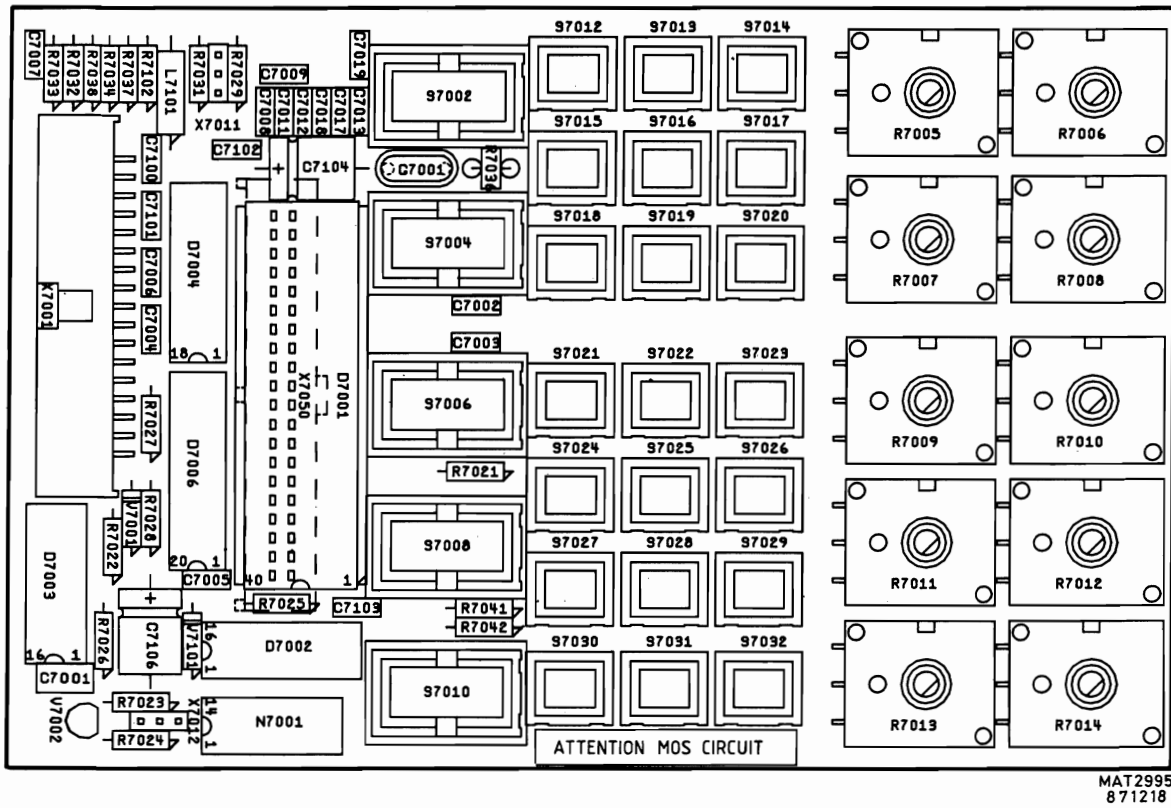 S7012 S7013 S7014
C7007 R7033 R7032 R7038 R7034 R7037 R7102 L7101 R7031 R7029 C7019
C7009
X7011
C7008 C7011 C7012 C7018 C7017 C7013
S7002
R7005 R7006
S7015 S7016 S7017
C7100 C7102 + C7104 G7001 R7036
C7101
S7018 S7019 S7020
D7004 S7004
C7006
R7007 R7008
X7001
C7004
C7002
18 1
C7003
S7021 S7022 S7023
X7050 D7001
R7027
S7006
R7009 R7010
D7006
S7024 S7025 S7026
R7021
V7001 R7028
R7022
S7008
S7027 S7028 S7029
D7003
20 1
C7005 40 1
R7011 R7012
+
R7025 C7103 R7041
R7042
R7026 C7106 V7101 16 1 D7002
16 1
S7030 S7031 S7032
C7001
S7010
V7002 R7023 X7012 14 1 N7001
R7024
R7013 R7014
ATTENTION MOS CIRCUIT
MAT2995
871218